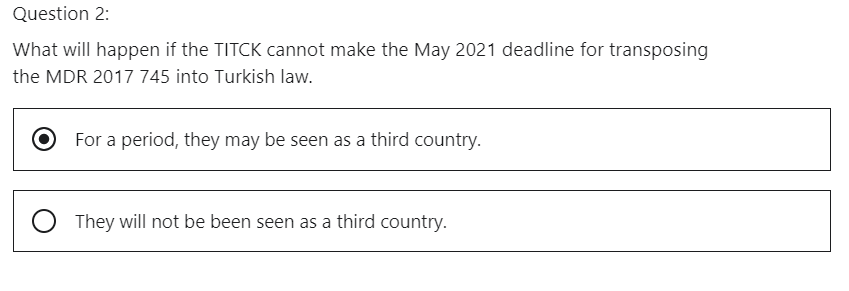 Question 2:
What will happen if the TITCK cannot make the May 2021 deadline for transposing
the MDR 2017 745 into Turkish law.
For a period, they may be seen as a third country.
They will not be been seen as a third country.